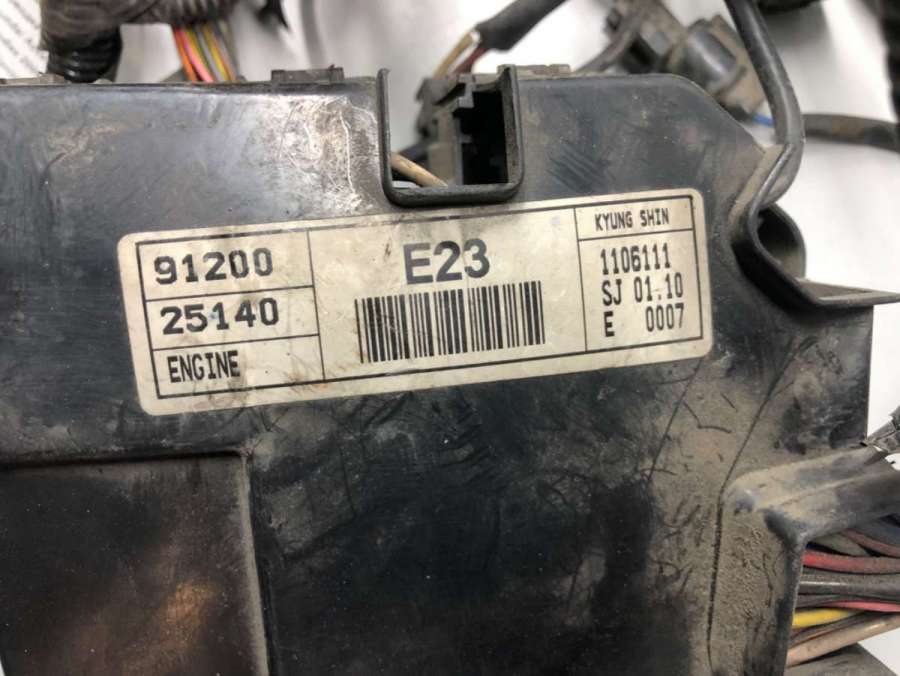 91200
25140
ENGINE
E23
KYUNG SHIN
1106111
SJ 01.10
E 0007